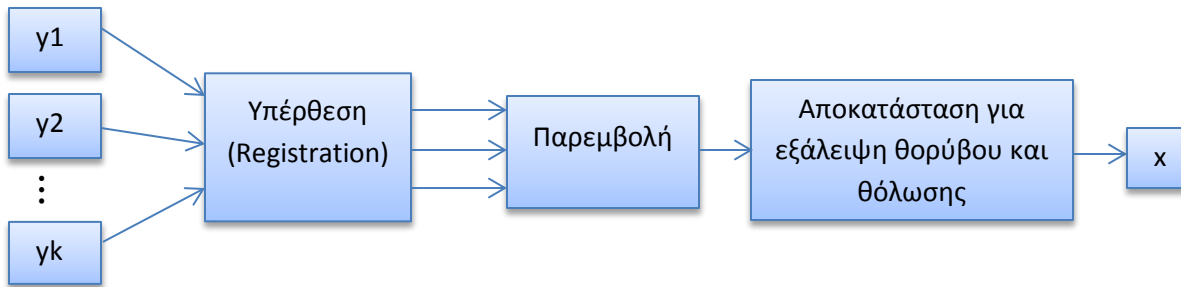 y1
y2
⋮
yk
Υπέρθεση
(Registration)
Παρεμβολή
Αποκατάσταση για
εξάλειψη θορύβου και
θόλωσης
x